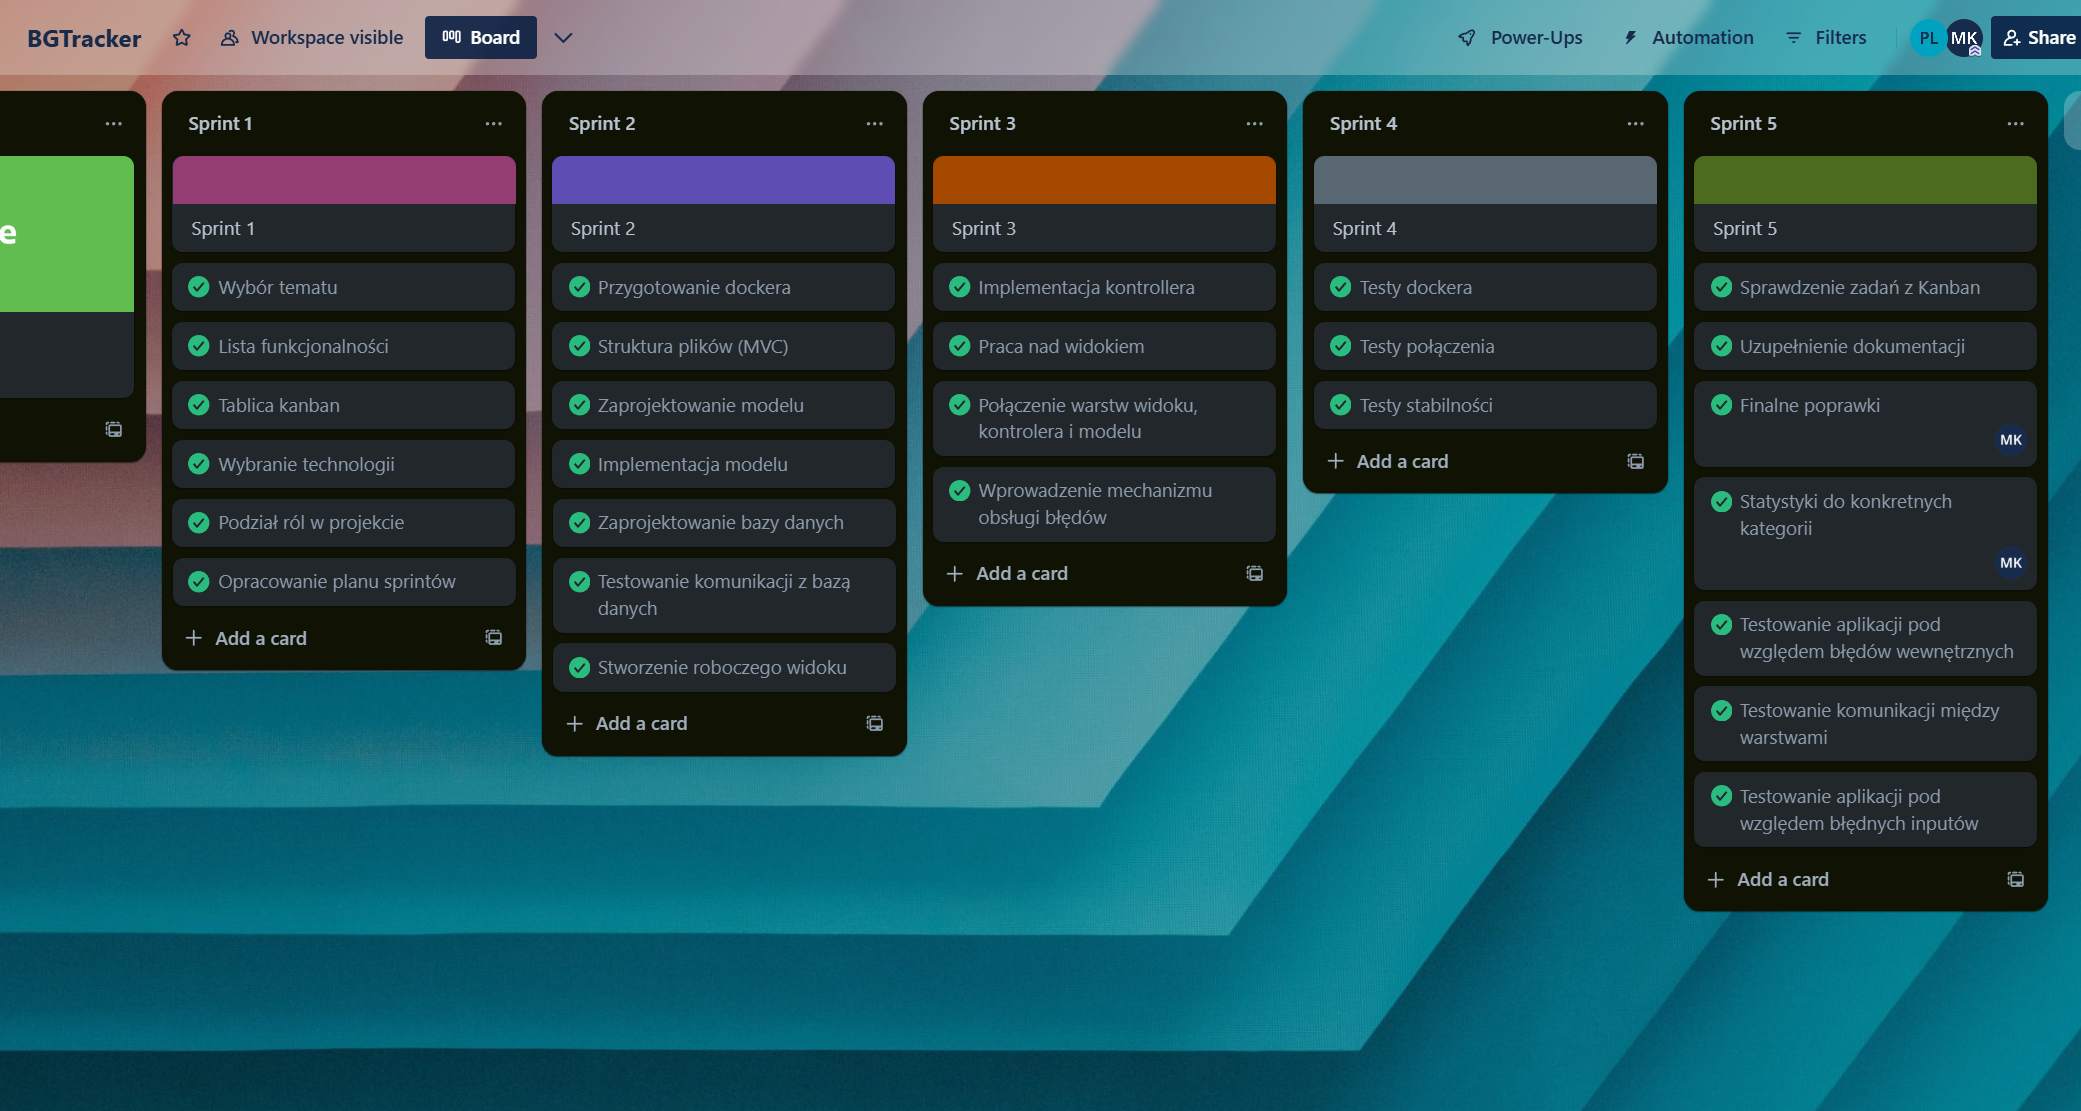 BGTracker
Workspace visible
Board
Power-Ups
Automation
Filters
PL
MK
Share
e
Sprint 1
Sprint 1
Wybór tematu
Lista funkcjonalności
Tablica kanban
Wybranie technologii
Podział ról w projekcie
Opracowanie planu sprintów
Add a card
Sprint 2
Sprint 2
Przygotowanie dockera
Struktura plików (MVC)
Zaprojektowanie modelu
Implementacja modelu
Zaprojektowanie bazy danych
Testowanie komunikacji z bazą
danych
Stworzenie roboczego widoku
Add a card
Sprint 3
Sprint 3
Implementacja kontrollera
Praca nad widokiem
Połączenie warstw widoku,
kontrolera i modelu
Wprowadzenie mechanizmu
obsługi błędów
Add a card
Sprint 4
Sprint 4
Testy dockera
Testy połączenia
Testy stabilności
Add a card
Sprint 5
Sprint 5
Sprawdzenie zadań z Kanban
Uzupełnienie dokumentacji
Finalne poprawki
MK
Statystyki do konkretnych
kategorii
MK
Testowanie aplikacji pod
względem błędów wewnętrznych
Testowanie komunikacji między
warstwami
Testowanie aplikacji pod
względem błędnych inputów
Add a card